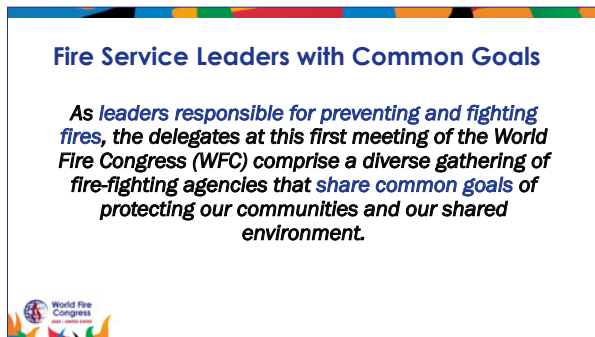 Fire Service Leaders with Common Goals
As leaders responsible for preventing and fighting
fires, the delegates at this first meeting of the World
Fire Congress (WFC) comprise a diverse gathering of
fire-fighting agencies that share common goals of
protecting our communities and our shared
environment.
World Fire
Congress